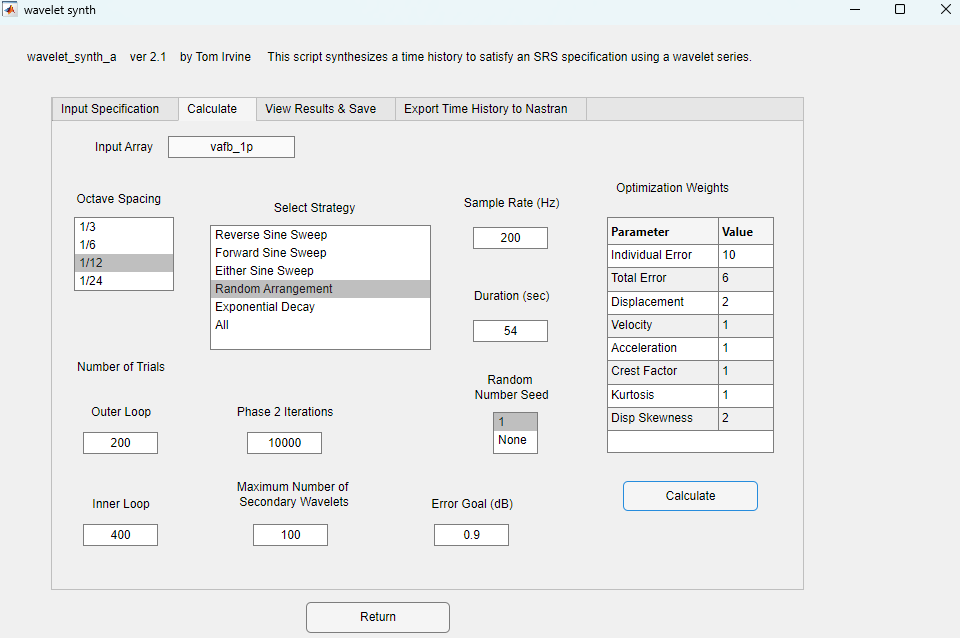 wavelet synth
wavelet_synth_a ver 2.1 by Tom Irvine This script synthesizes a time history to satisfy an SRS specification using a wavelet series.
Input Specification Calculate View Results & Save Export Time History to Nastran
Input Array vafb_1p
Octave Spacing
1/3
1/6
1/12
1/24
Select Strategy
Reverse Sine Sweep
Forward Sine Sweep
Either Sine Sweep
Random Arrangement
Exponential Decay
All
Sample Rate (Hz)
200
Duration (sec)
54
Optimization Weights
Parameter Value
Individual Error 10
Total Error 6
Displacement 2
Velocity 1
Acceleration 1
Crest Factor 1
Kurtosis 1
Disp Skewness 2
Number of Trials
Outer Loop
200
Phase 2 Iterations
10000
Random
Number Seed
1
None
Inner Loop
400
Maximum Number of
Secondary Wavelets
100
Error Goal (dB)
0.9
Calculate
Return